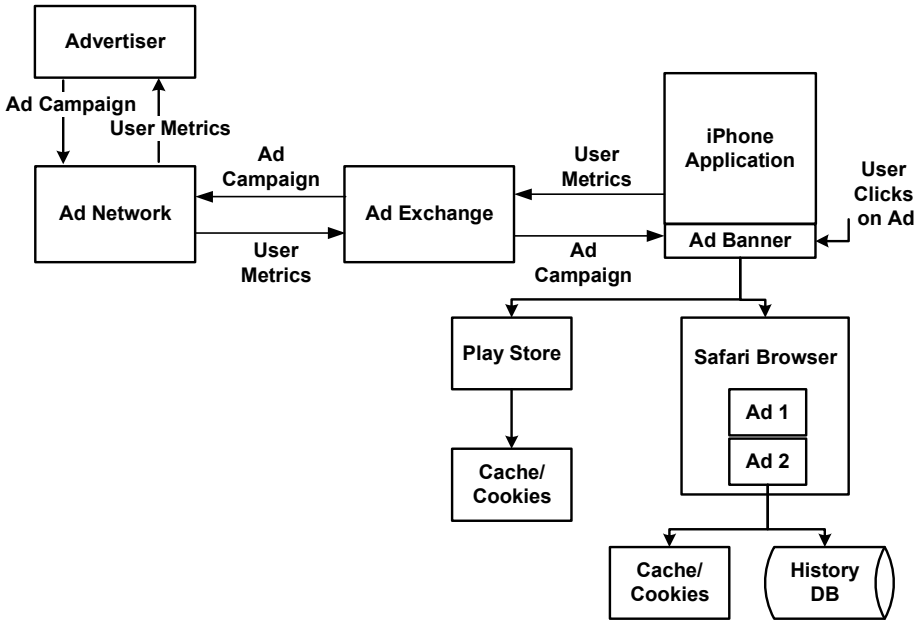 Advertiser
Ad Campaign
User Metrics
Ad Network
Ad
Campaign
User
Metrics
Ad Exchange
User
Metrics
Ad
Campaign
iPhone
Application
Ad Banner
User
Clicks
on Ad
Play Store
Cache/
Cookies
Safari Browser
Ad 1
Ad 2
Cache/
Cookies
History
DB